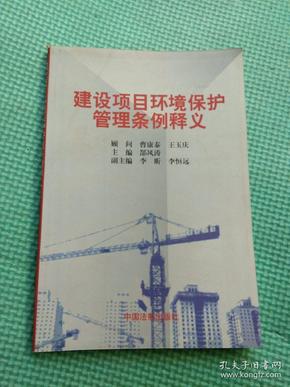 建设项目环境保护
管理条例释义
顾 问 曹康泰 王玉庆
主 编 郜风涛
副主编 李 昕 李恒远
中国法制出版社
孔夫子旧书网